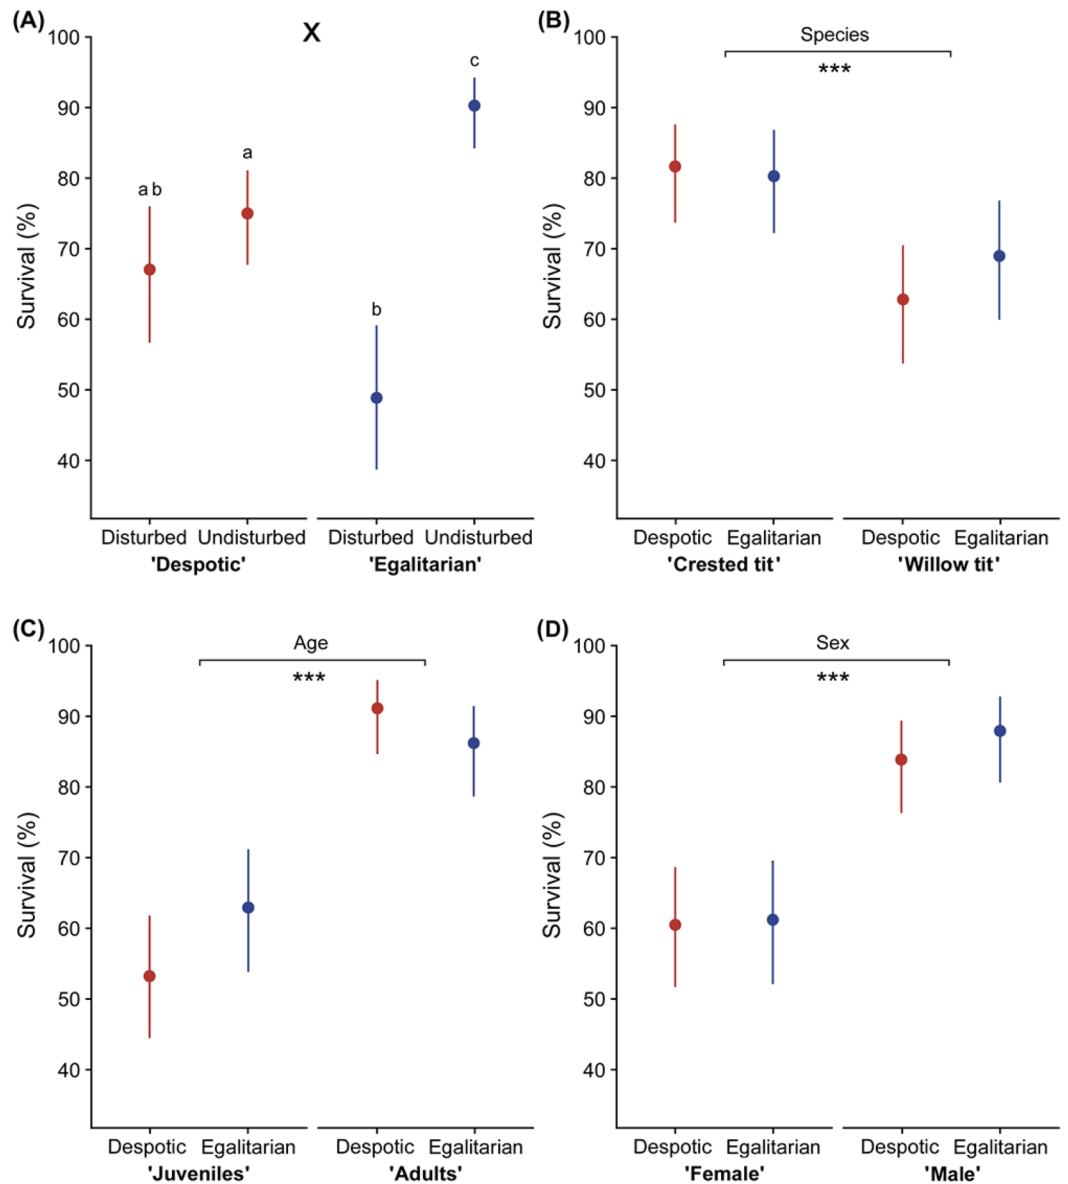 (A)
X
100
90
80
70
60
50
40
Survival (%)
a b
a
b
c
Disturbed Undisturbed Disturbed Undisturbed
'Despotic' 'Egalitarian'
(B)
Species
***
100
90
80
70
60
50
40
Survival (%)
Despotic Egalitarian Despotic Egalitarian
'Crested tit' 'Willow tit'
(C)
Age
***
100
90
80
70
60
50
40
Survival (%)
Despotic Egalitarian Despotic Egalitarian
'Juveniles' 'Adults'
(D)
Sex
***
100
90
80
70
60
50
40
Survival (%)
Despotic Egalitarian Despotic Egalitarian
'Female' 'Male'